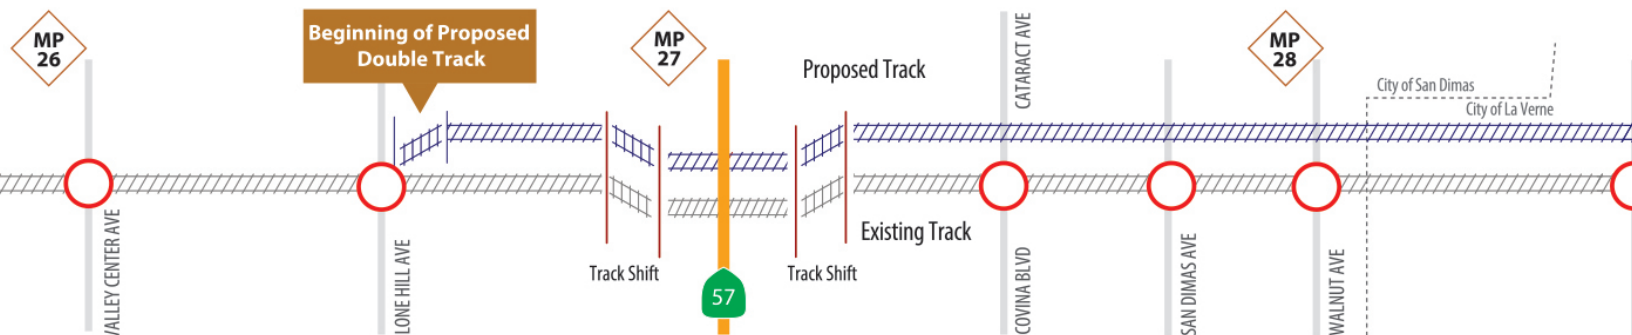 MP
26
Beginning of Proposed
Double Track
MP
27
Proposed Track
CATARACT AVE
MP
28
City of San Dimas
City of La Verne
VALLEY CENTER AVE
LONE HILL AVE
Track Shift
57
Track Shift
Existing Track
COVINA BLVD
SAN DIMAS AVE
WALNUT AVE